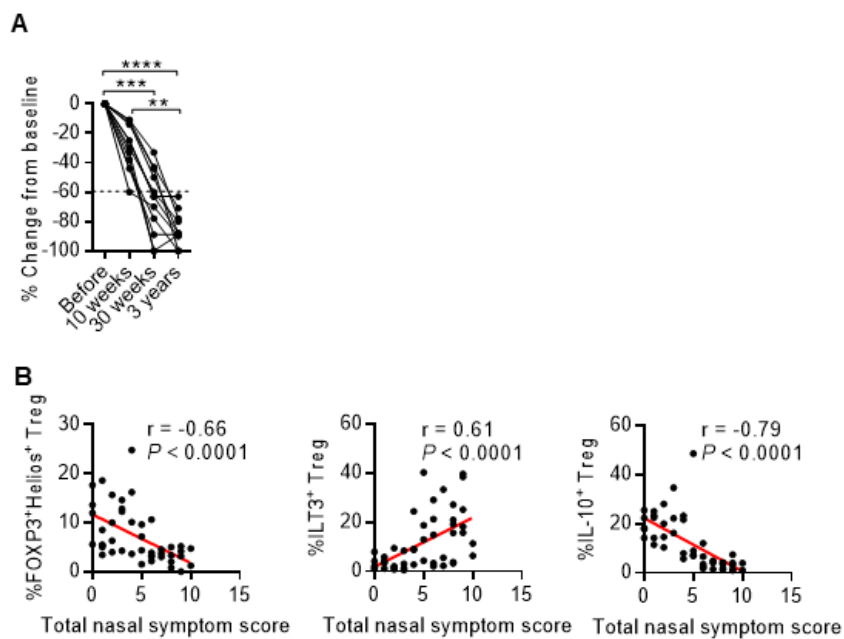 A
****
***
**
% Change from baseline
0
-20
-40
-60
-80
-100
Before
10 weeks
30 weeks
3 years
B
%FOXP3⁺Helios⁺ Treg
30
20
10
0
r = -0.66
P < 0.0001
0 5 10 15
Total nasal symptom score
%ILT3⁺ Treg
60
40
20
0
r = 0.61
P < 0.0001
0 5 10 15
Total nasal symptom score
%IL-10⁺ Treg
60
40
20
0
r = -0.79
P < 0.0001
0 5 10 15
Total nasal symptom score